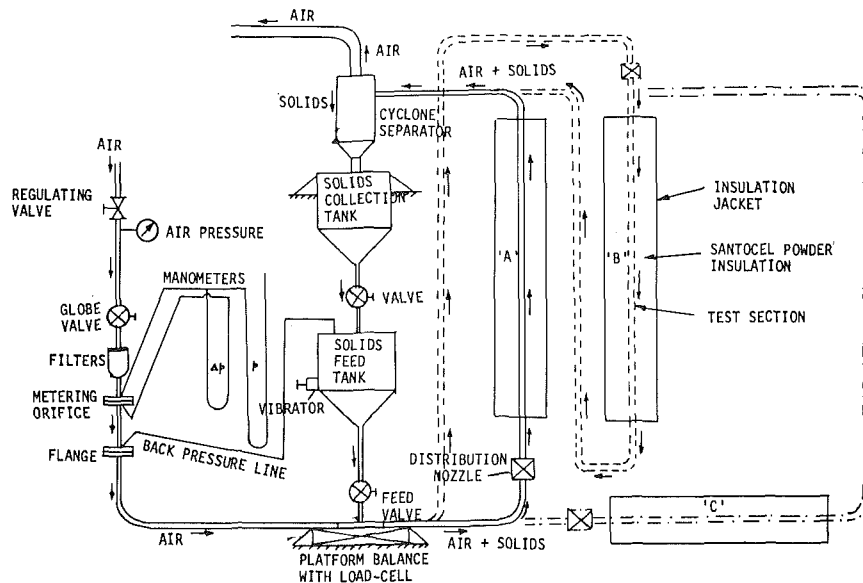 AIR
AIR
AIR + SOLIDS
SOLIDS
CYCLONE
SEPARATOR
AIR
REGULATING
VALVE
AIR PRESSURE
SOLIDS
COLLECTION
TANK
INSULATION
JACKET
'A'
'B'
SANTOCEL POWDER
INSULATION
MANOMETERS
VALVE
GLOBE
VALVE
TEST SECTION
SOLIDS
FEED
TANK
FILTERS
Δp
p
VIBRATOR
METERING
ORIFICE
FLANGE
BACK PRESSURE LINE
DISTRIBUTION
NOZZLE
FEED
VALVE
'C'
AIR
AIR + SOLIDS
PLATFORM BALANCE
WITH LOAD-CELL